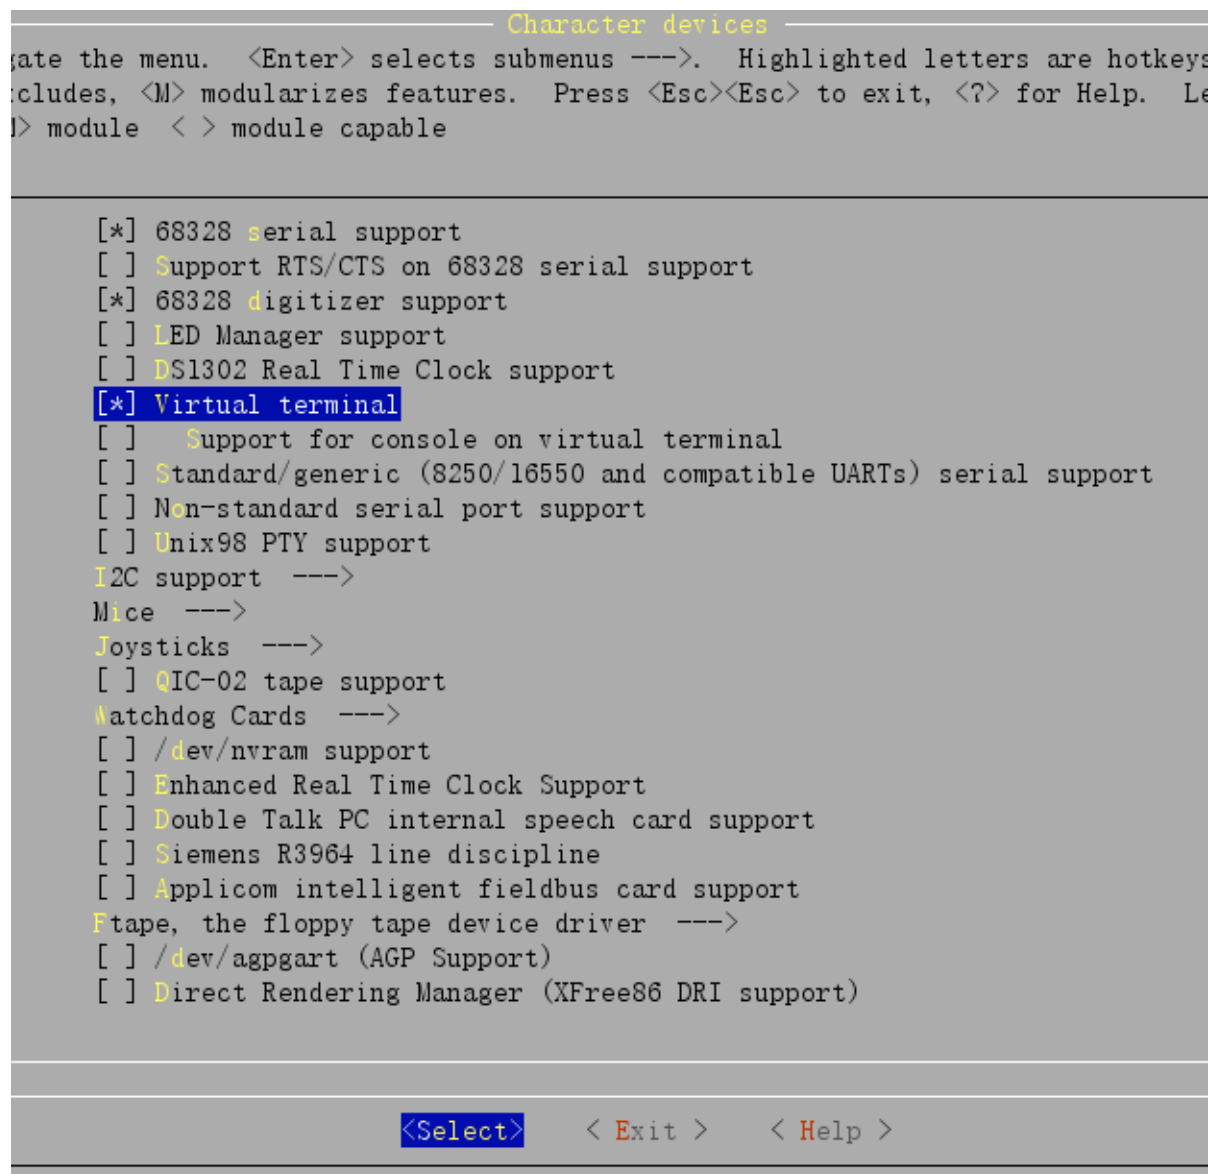 Character devices
gate the menu. <Enter> selects submenus --->. Highlighted letters are hotkeys
cludes, <M> modularizes features. Press <Esc><Esc> to exit, <?> for Help. Le
> module < > module capable
[*] 68328 serial support
[ ] Support RTS/CTS on 68328 serial support
[*] 68328 digitizer support
[ ] LED Manager support
[ ] DS1302 Real Time Clock support
[*] Virtual terminal
[ ] Support for console on virtual terminal
[ ] Standard/generic (8250/16550 and compatible UARTs) serial support
[ ] Non-standard serial port support
[ ] Unix98 PTY support
I2C support --->
Mice --->
Joysticks --->
[ ] QIC-02 tape support
Watchdog Cards --->
[ ] /dev/nvram support
[ ] Enhanced Real Time Clock Support
[ ] Double Talk PC internal speech card support
[ ] Siemens R3964 line discipline
[ ] Applicom intelligent fieldbus card support
Ftape, the floppy tape device driver --->
[ ] /dev/agpgart (AGP Support)
[ ] Direct Rendering Manager (XFree86 DRI support)
<Select> < Exit > < Help >